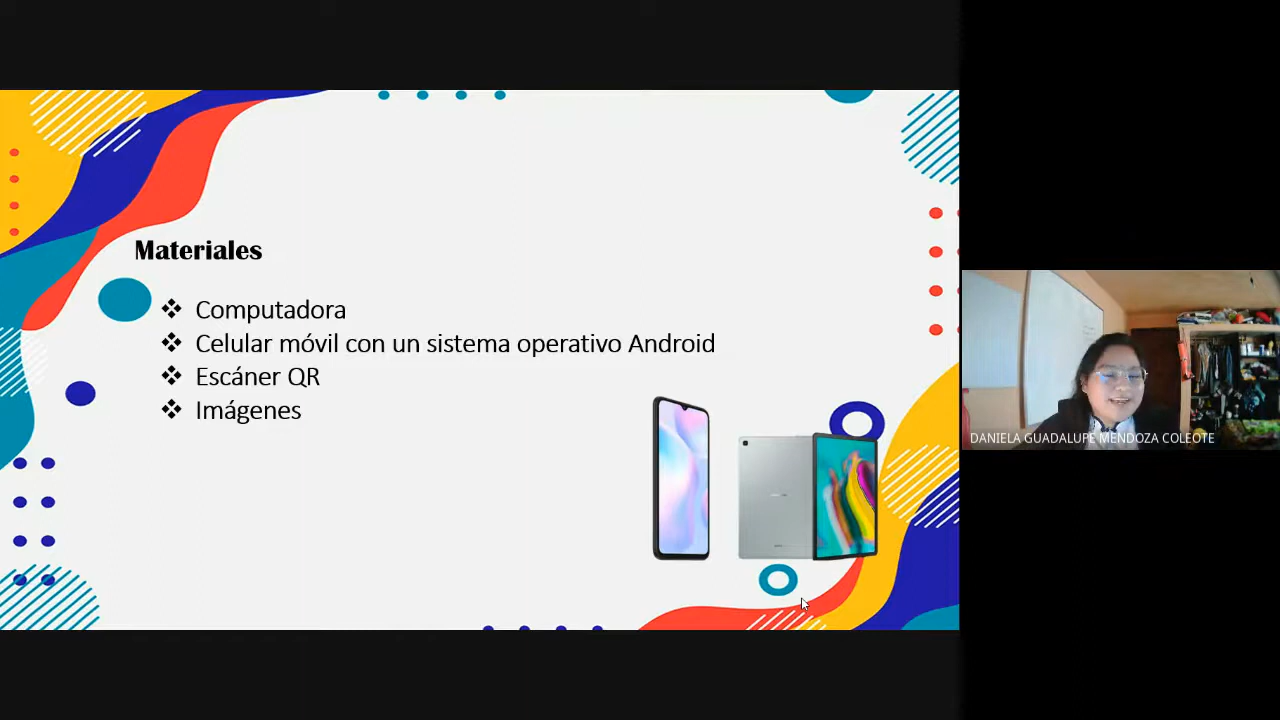 Materiales
Computadora
Celular móvil con un sistema operativo Android
Escáner QR
Imágenes
DANIELA GUADALUPE MENDOZA COLEOTE